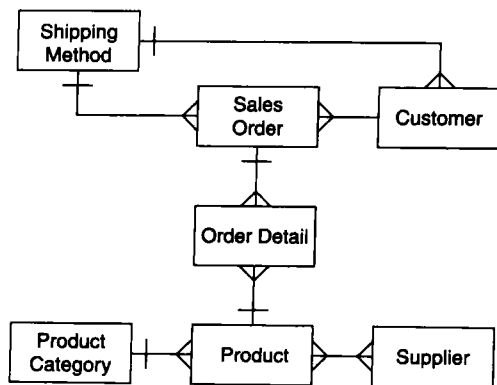 Shipping
Method
Sales
Order
Customer
Order Detail
Product
Category
Product
Supplier